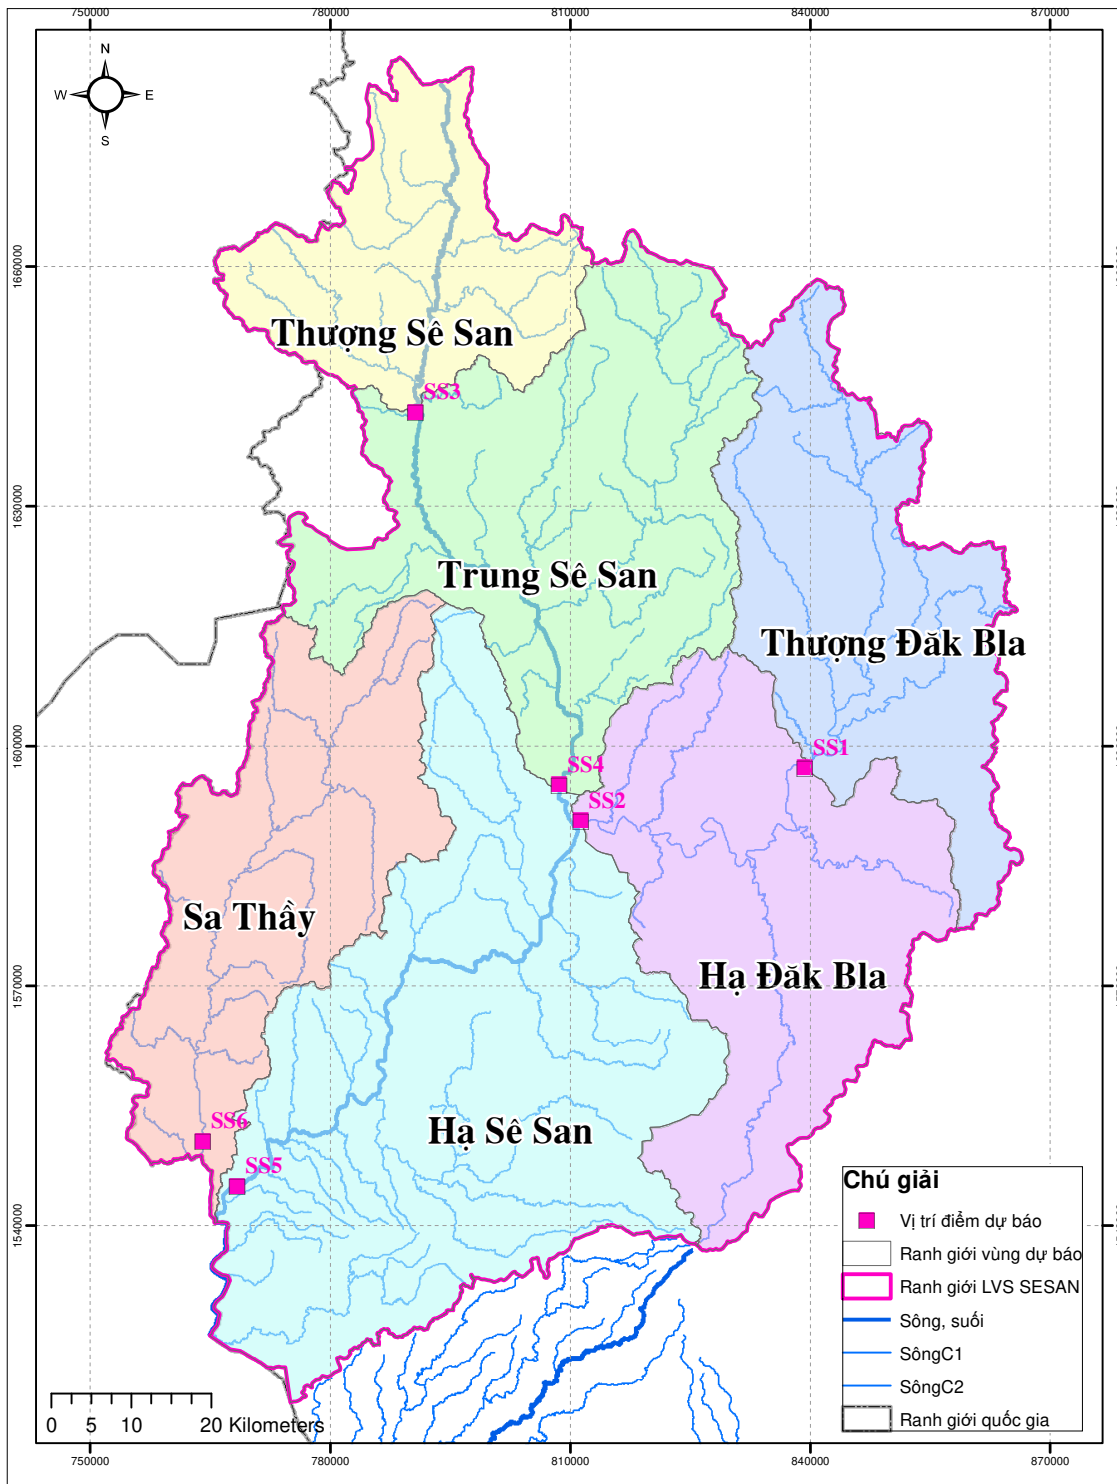 750000 780000 810000 840000 870000
N
W E
S
1660000
Thượng Sê San
SS3
1630000
Trung Sê San
Thượng Đăk Bla
1600000
SS1
SS4
SS2
Sa Thầy
Hạ Đăk Bla
1570000
SS6
Hạ Sê San
SS5
1540000
Chú giải
Vị trí điểm dự báo
Ranh giới vùng dự báo
Ranh giới LVS SESAN
Sông, suối
SôngC1
SôngC2
Ranh giới quốc gia
0 5 10 20 Kilometers
750000 780000 810000 840000 870000